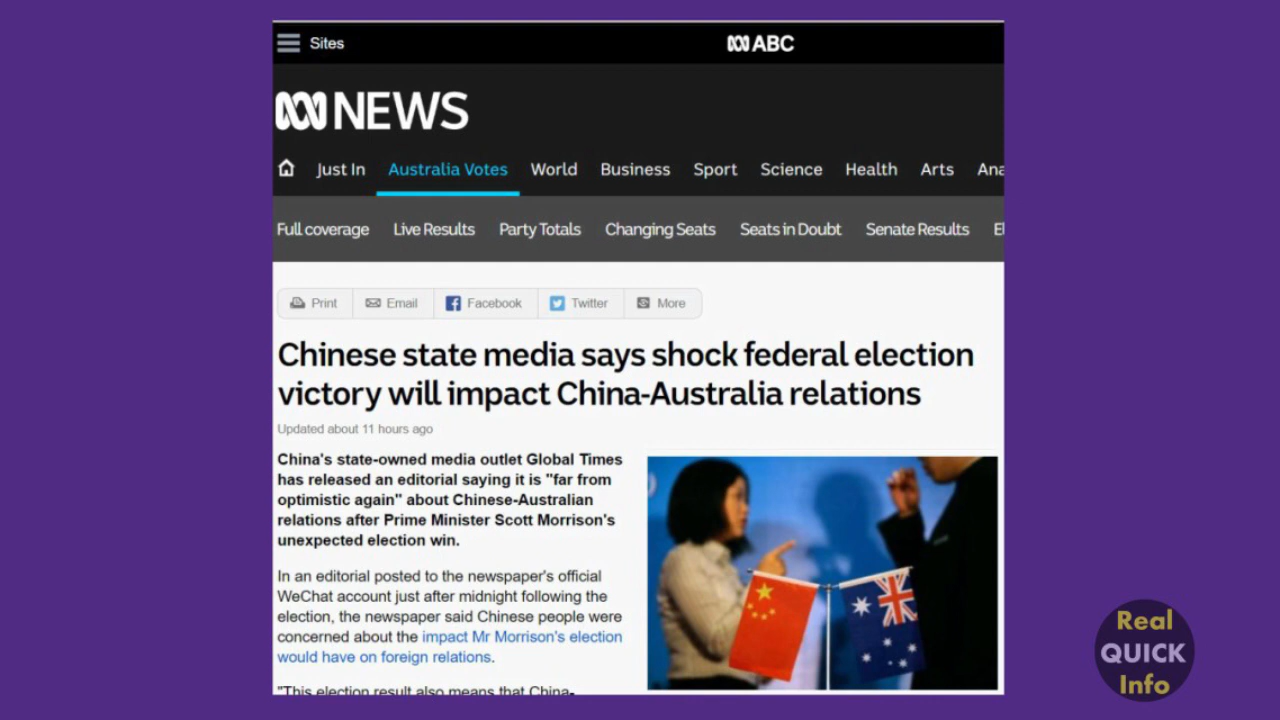 Sites
ABC
NEWS
Just In Australia Votes World Business Sport Science Health Arts
Full coverage Live Results Party Totals Changing Seats Seats in Doubt Senate Results
Print Email Facebook Twitter More
Chinese state media says shock federal election
victory will impact China-Australia relations
Updated about 11 hours ago
China's state-owned media outlet Global Times
has released an editorial saying it is "far from
optimistic again" about Chinese-Australian
relations after Prime Minister Scott Morrison's
unexpected election win.
In an editorial posted to the newspaper's official
WeChat account just after midnight following the
election, the newspaper said Chinese people were
concerned about the impact Mr Morrison's election
would have on foreign relations.
"This election result also means that China-
Real
QUICK
Info